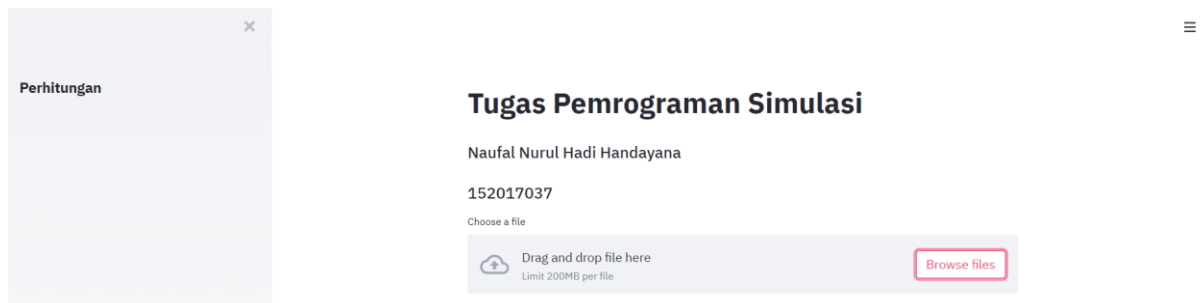 Perhitungan
Tugas Pemrograman Simulasi
Naufal Nurul Hadi Handayana
152017037
Choose a file
Drag and drop file here
Limit 200MB per file
Browse files